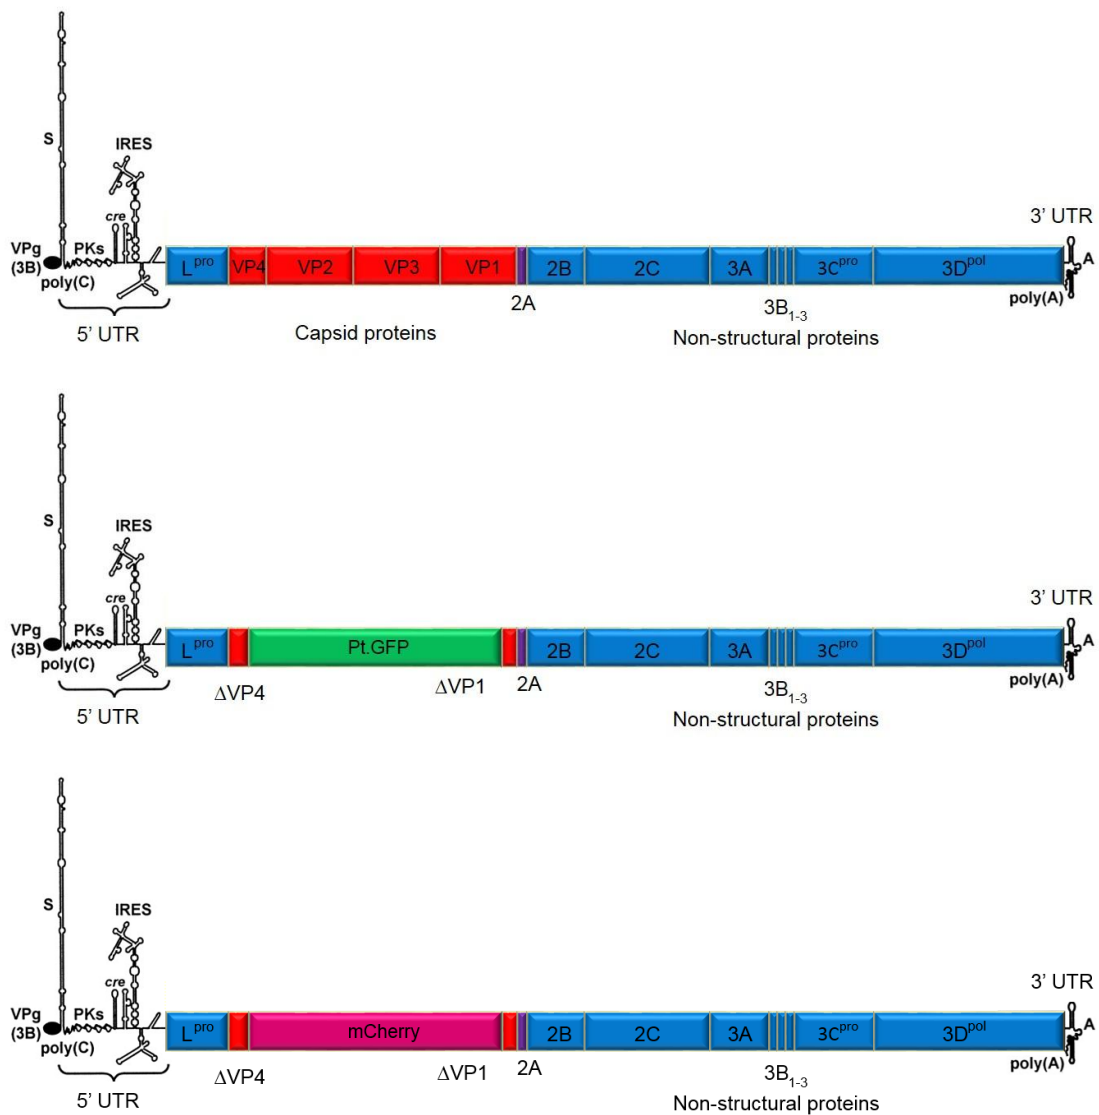 S
IRES
cre
3’ UTR
VPg
(3B)
PKs
poly(C)
Lpro
VP4
VP2
VP3
VP1
2B
2C
3A
3Cpro
3Dpol
A
poly(A)
2A
3B1-3
5’ UTR
Capsid proteins
Non-structural proteins
S
IRES
cre
3’ UTR
VPg
(3B)
PKs
poly(C)
Lpro
Pt.GFP
2B
2C
3A
3Cpro
3Dpol
A
poly(A)
ΔVP4
ΔVP1
2A
3B1-3
5’ UTR
Non-structural proteins
S
IRES
cre
3’ UTR
VPg
(3B)
PKs
poly(C)
Lpro
mCherry
2B
2C
3A
3Cpro
3Dpol
A
poly(A)
ΔVP4
ΔVP1
2A
3B1-3
5’ UTR
Non-structural proteins